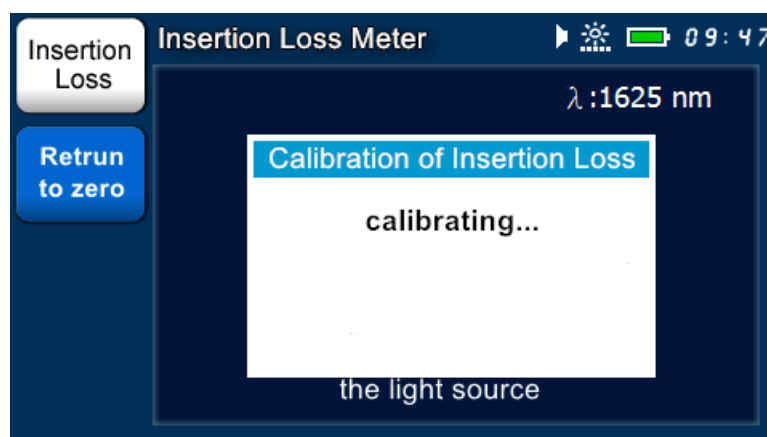 Insertion
Loss
Insertion Loss Meter
09:47
λ:1625 nm
Retrun
to zero
Calibration of Insertion Loss
calibrating...
the light source